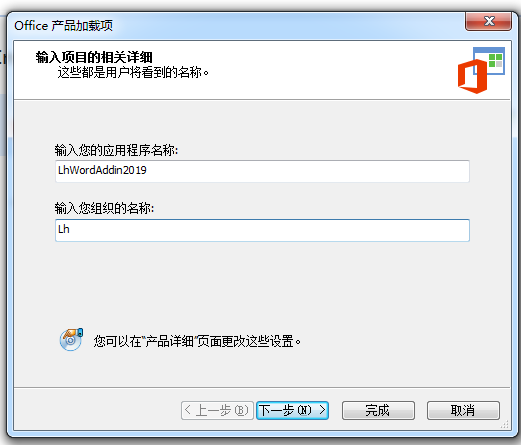 Office 产品加载项
输入项目的相关详细
这些都是用户将看到的名称。
输入您的应用程序名称:
LhWordAddin2019
输入您组织的名称:
Lh
您可以在“产品详细”页面更改这些设置。
< 上一步(B)
下一步(N) >
完成
取消